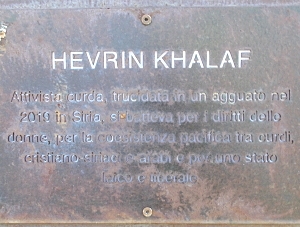 HEVRIN KHALAF
Attivista curda, trucidata in un agguato nel
2019 in Siria, si batteva per i diritti delle
donne, per la coesistenza pacifica tra curdi,
cristiano-siriaci e arabi e per uno stato
laico e liberale.